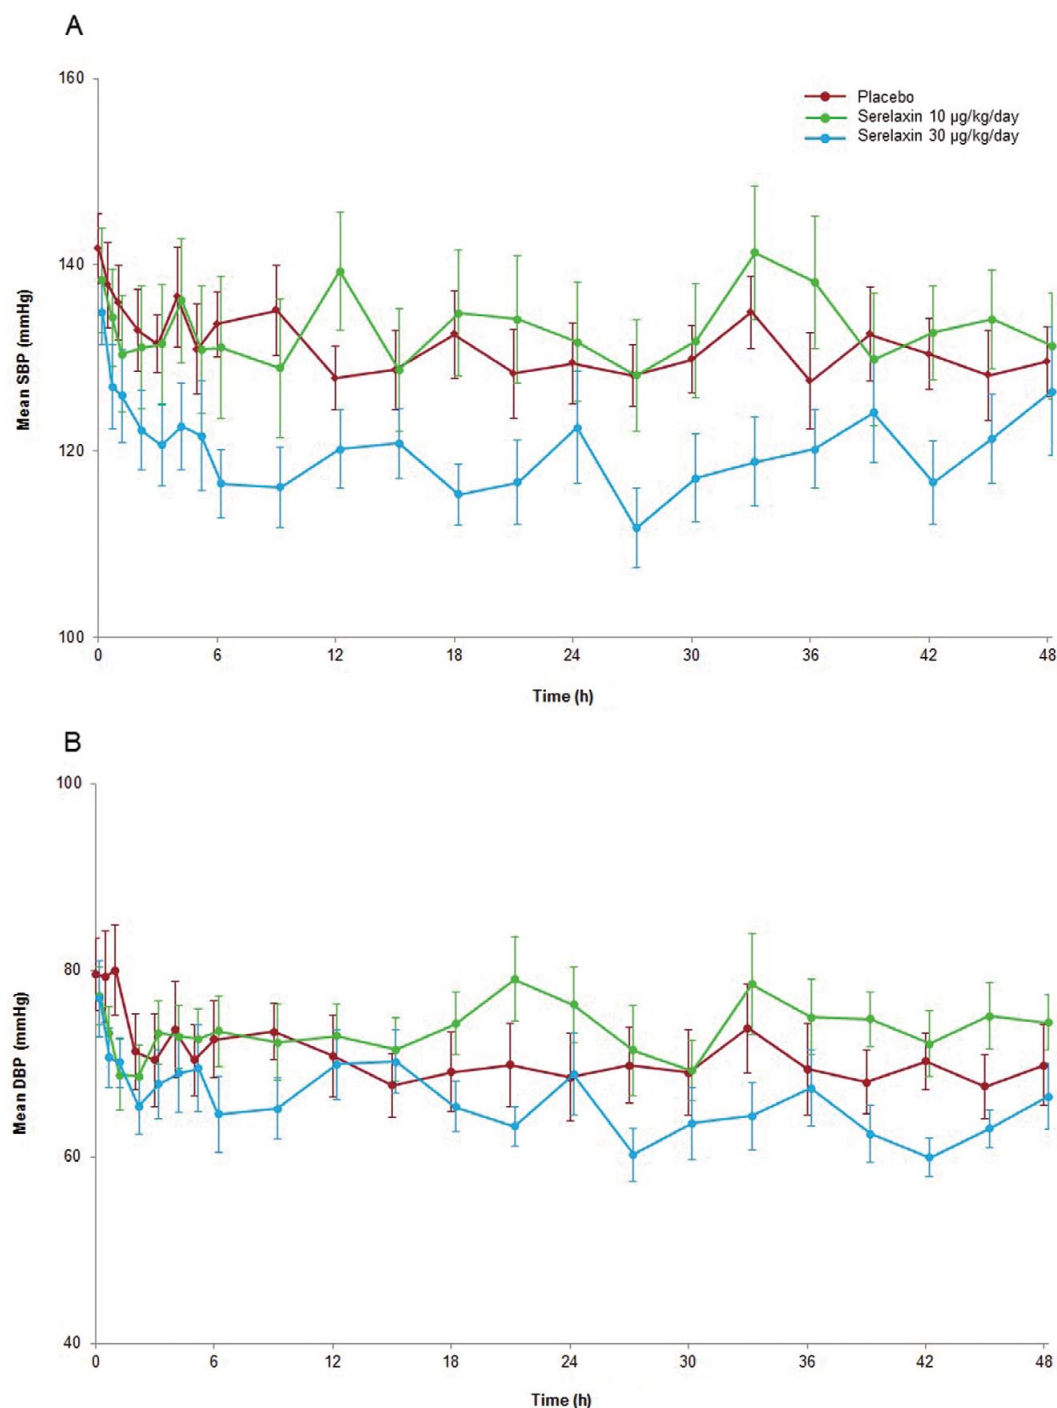 A
160
140
120
100
Mean SBP (mmHg)
Placebo
Serelaxin 10 µg/kg/day
Serelaxin 30 µg/kg/day
0 6 12 18 24 30 36 42 48
Time (h)
B
100
80
60
40
Mean DBP (mmHg)
0 6 12 18 24 30 36 42 48
Time (h)